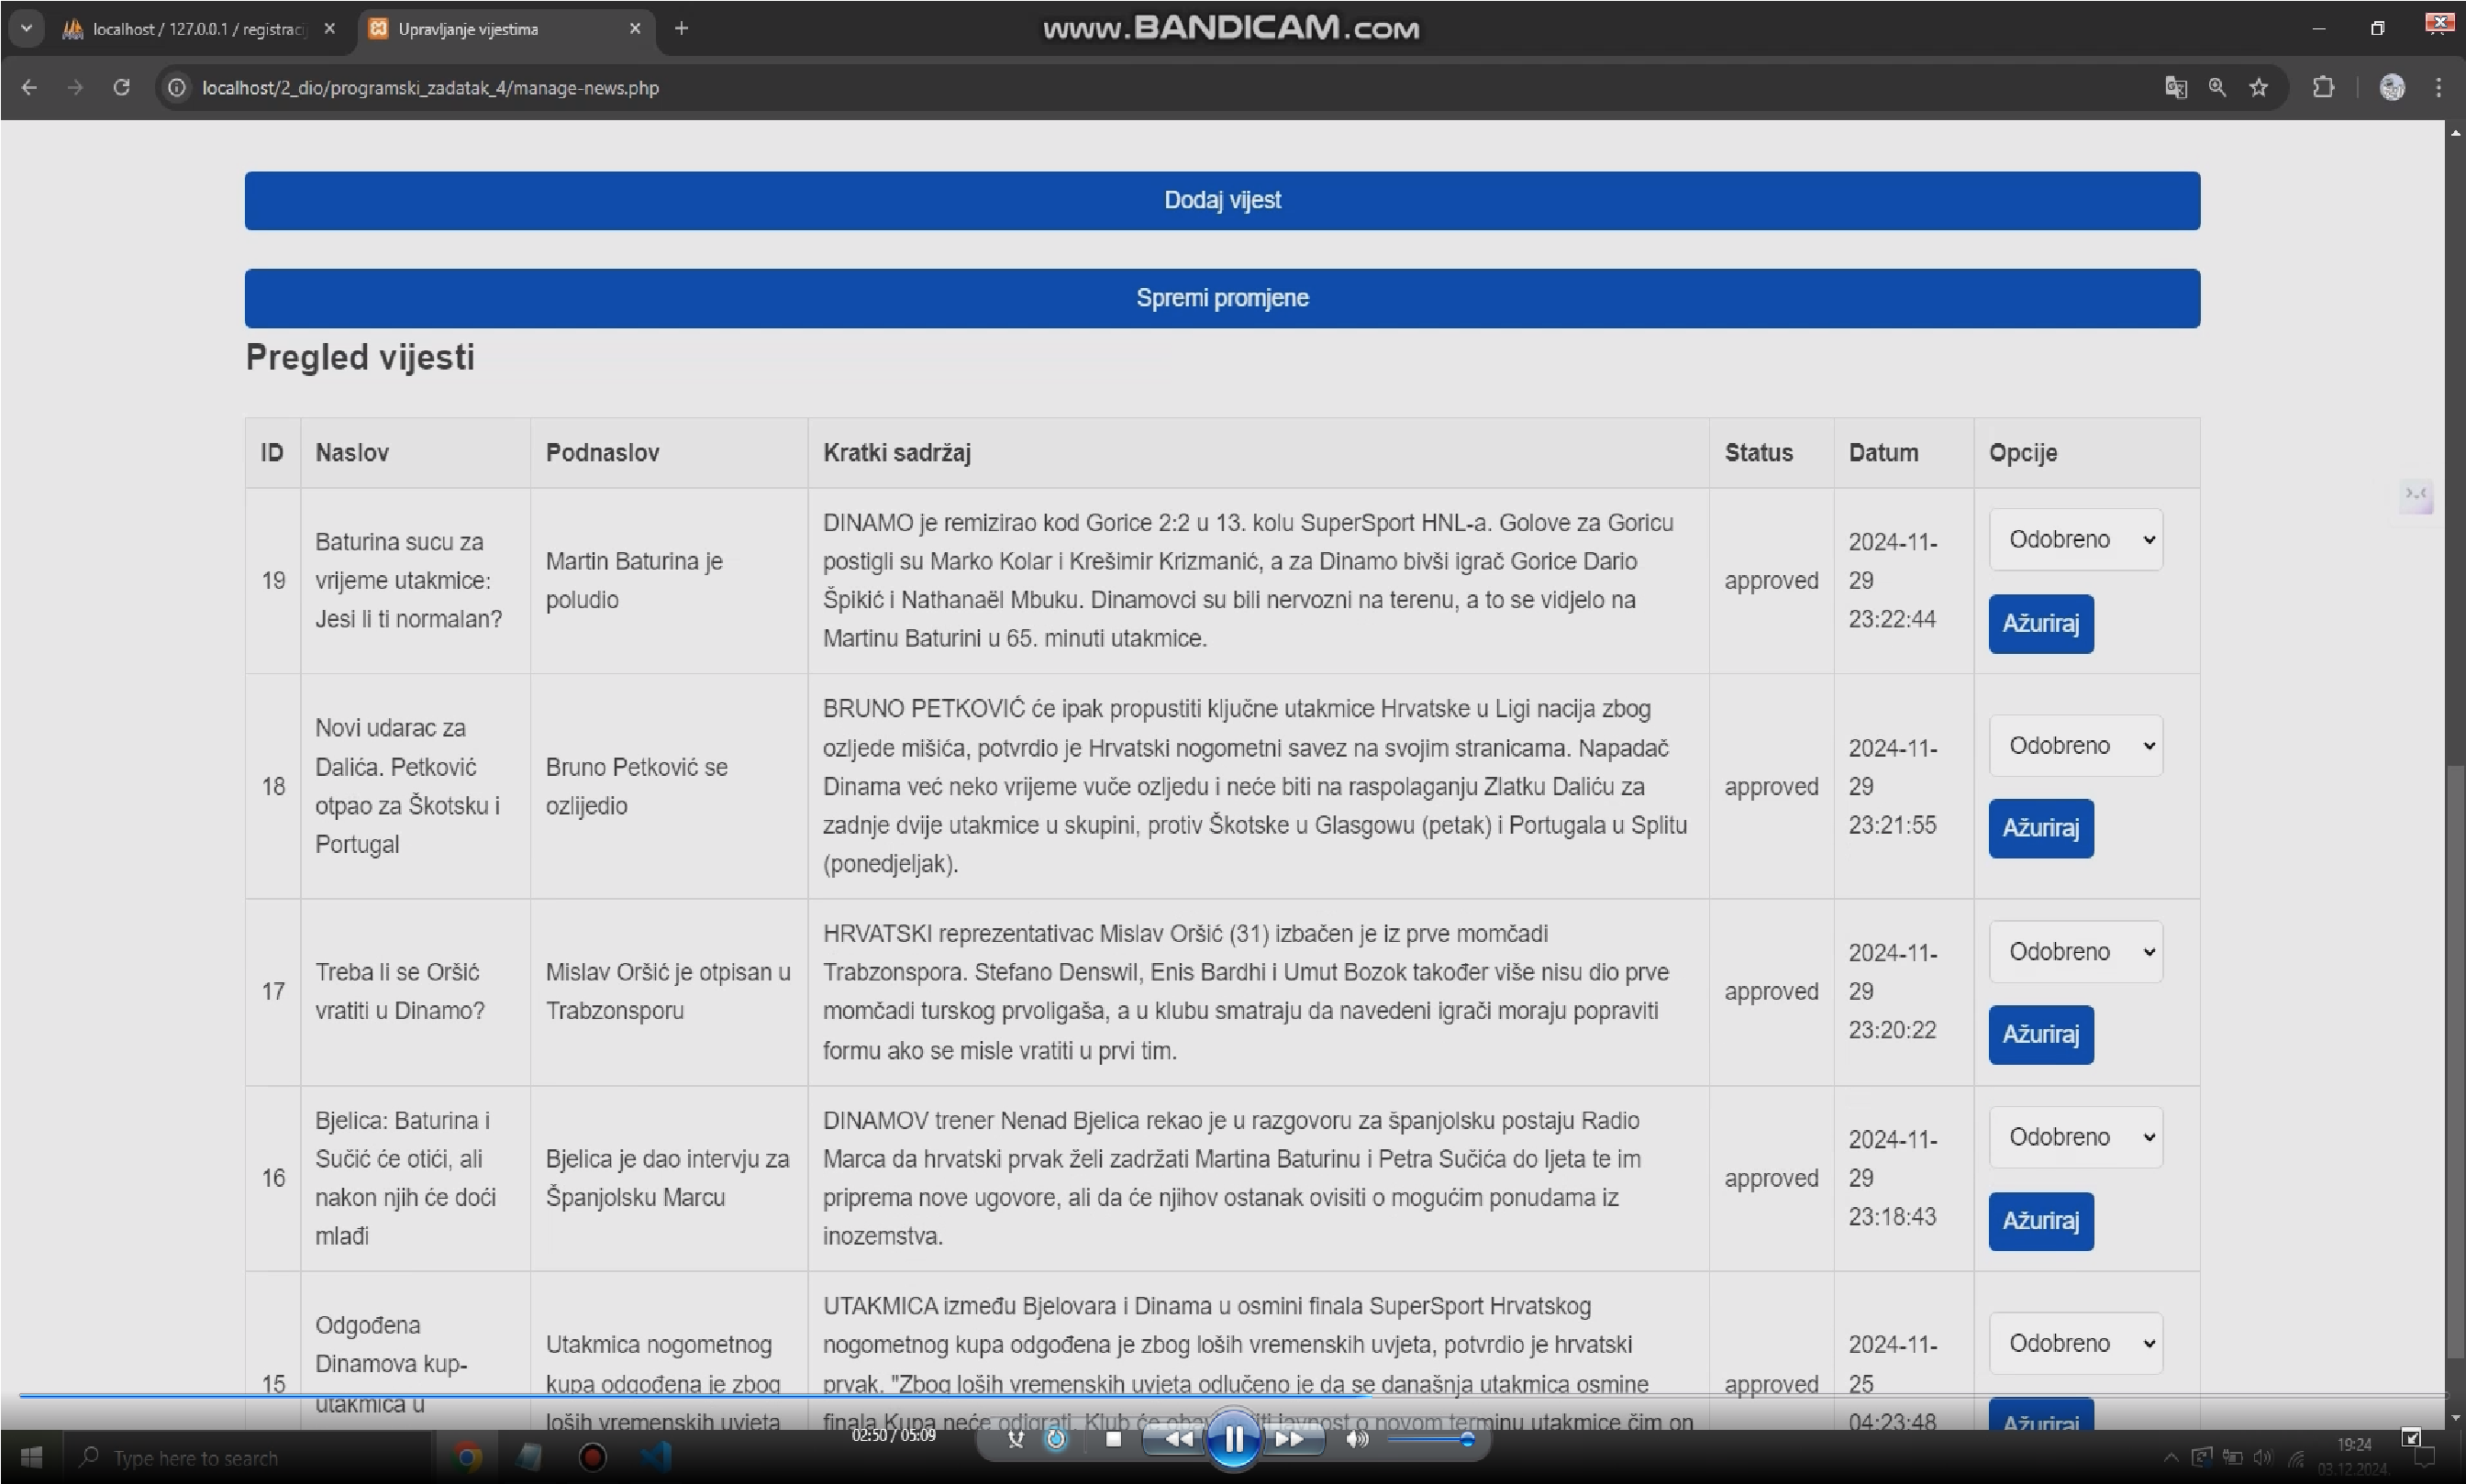 localhost / 127.0.0.1 / registracij
Upravljanje vijestima
www.BANDICAM.com
localhost/2_dio/programski_zadatak_4/manage-news.php
Dodaj vijest
Spremi promjene
Pregled vijesti
ID Naslov Podnaslov Kratki sadržaj Status Datum Opcije
19
Baturina sucu za
vrijeme utakmice:
Jesi li ti normalan?
Martin Baturina je
poludio
DINAMO je remizirao kod Gorice 2:2 u 13. kolu SuperSport HNL-a. Golove za Goricu
postigli su Marko Kolar i Krešimir Krizmanić, a za Dinamo bivši igrač Gorice Dario
Špikić i Nathanaël Mbuku. Dinamovci su bili nervozni na terenu, a to se vidjelo na
Martinu Baturini u 65. minuti utakmice.
approved
2024-11-
29
23:22:44
Odobreno
Ažuriraj
18
Novi udarac za
Dalića. Petković
otpao za Škotsku i
Portugal
Bruno Petković se
ozlijedio
BRUNO PETKOVIĆ će ipak propustiti ključne utakmice Hrvatske u Ligi nacija zbog
ozljede mišića, potvrdio je Hrvatski nogometni savez na svojim stranicama. Napadač
Dinama već neko vrijeme vuče ozljedu i neće biti na raspolaganju Zlatku Daliću za
zadnje dvije utakmice u skupini, protiv Škotske u Glasgowu (petak) i Portugala u Splitu
(ponedjeljak).
approved
2024-11-
29
23:21:55
Odobreno
Ažuriraj
17
Treba li se Oršić
vratiti u Dinamo?
Mislav Oršić je otpisan u
Trabzonsporu
HRVATSKI reprezentativac Mislav Oršić (31) izbačen je iz prve momčadi
Trabzonspora. Stefano Denswil, Enis Bardhi i Umut Bozok također više nisu dio prve
momčadi turskog prvoligaša, a u klubu smatraju da navedeni igrači moraju popraviti
formu ako se misle vratiti u prvi tim.
approved
2024-11-
29
23:20:22
Odobreno
Ažuriraj
16
Bjelica: Baturina i
Sučić će otići, ali
nakon njih će doći
mlađi
Bjelica je dao intervju za
Španjolsku Marcu
DINAMOV trener Nenad Bjelica rekao je u razgovoru za španjolsku postaju Radio
Marca da hrvatski prvak želi zadržati Martina Baturinu i Petra Sučića do ljeta te im
priprema nove ugovore, ali da će njihov ostanak ovisiti o mogućim ponudama iz
inozemstva.
approved
2024-11-
29
23:18:43
Odobreno
Ažuriraj
15
Odgođena
Dinamova kup-
utakmica u
Utakmica nogometnog
kupa odgođena je zbog
loših vremenskih uvjeta
UTAKMICA između Bjelovara i Dinama u osmini finala SuperSport Hrvatskog
nogometnog kupa odgođena je zbog loših vremenskih uvjeta, potvrdio je hrvatski
prvak. "Zbog loših vremenskih uvjeta odlučeno je da se današnja utakmica osmine
finala Kupa neće odigrati. Klub će javnost o novom terminu utakmice čim on
approved
2024-11-
25
04:23:48
Odobreno
Ažuriraj
02:50 / 05:09
Type here to search
19:24
03.12.2024.